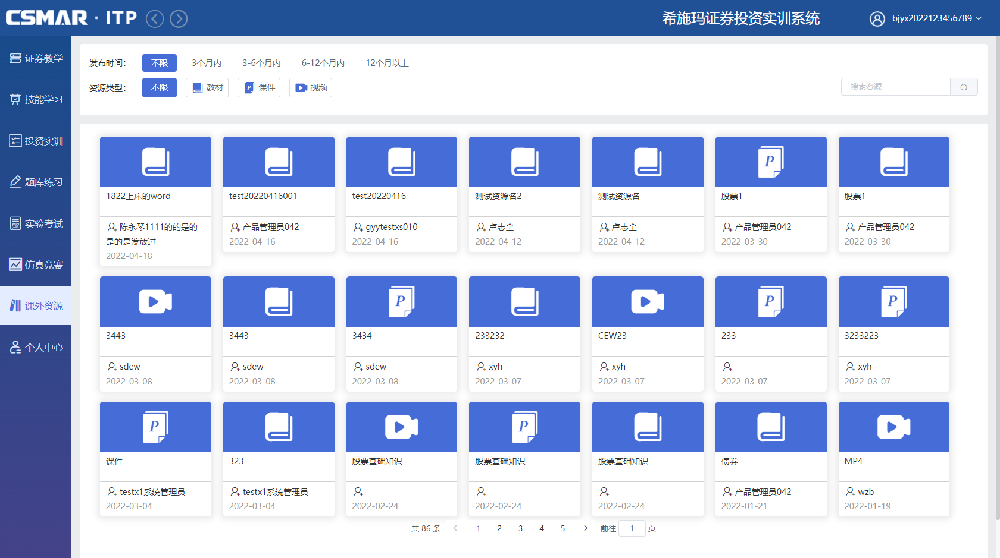 CSMAR · ITP
希施玛证券投资实训系统
bjyx2022123456789
证券教学
技能学习
投资实训
题库练习
实验考试
仿真竞赛
课外资源
个人中心
发布时间： 不限 3个月内 3-6个月内 6-12个月内 12个月以上
资源类型： 不限 教材 P 课件 视频
搜索资源
P
1822上床的word test20220416001 test20220416 测试资源名2 测试资源名 股票1 股票1
陈永琴1111的的是的 产品管理员042 gyytestxs010 卢志全 卢志全 产品管理员042 产品管理员042
是的是发放过 2022-04-16 2022-04-16 2022-04-12 2022-04-12 2022-03-30 2022-03-30
2022-04-18
P P P
3443 3443 3434 233232 CEW23 233 3233223
sdew sdew sdew xyh xyh xyh
2022-03-08 2022-03-08 2022-03-08 2022-03-07 2022-03-07 2022-03-07 2022-03-07
P P
课件 323 股票基础知识 股票基础知识 股票基础知识 债券 MP4
testx1系统管理员 testx1系统管理员 产品管理员042 wzb
2022-03-04 2022-03-04 2022-02-24 2022-02-24 2022-02-24 2022-01-21 2022-01-19
共 86 条 1 2 3 4 5 前往 1 页